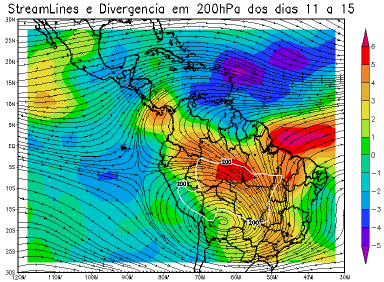 StreamLines e Divergencia em 200hPa dos dias 11 a 15
30N
25N
20N
15N
10N
5N
EQ
5S
10S
15S
20S
25S
30S
120W 110W 100W 90W 80W 70W 60W 50W 40W 30W
200
200
200
6
5
4
3
2
1
-1
-2
-3
-4
-5